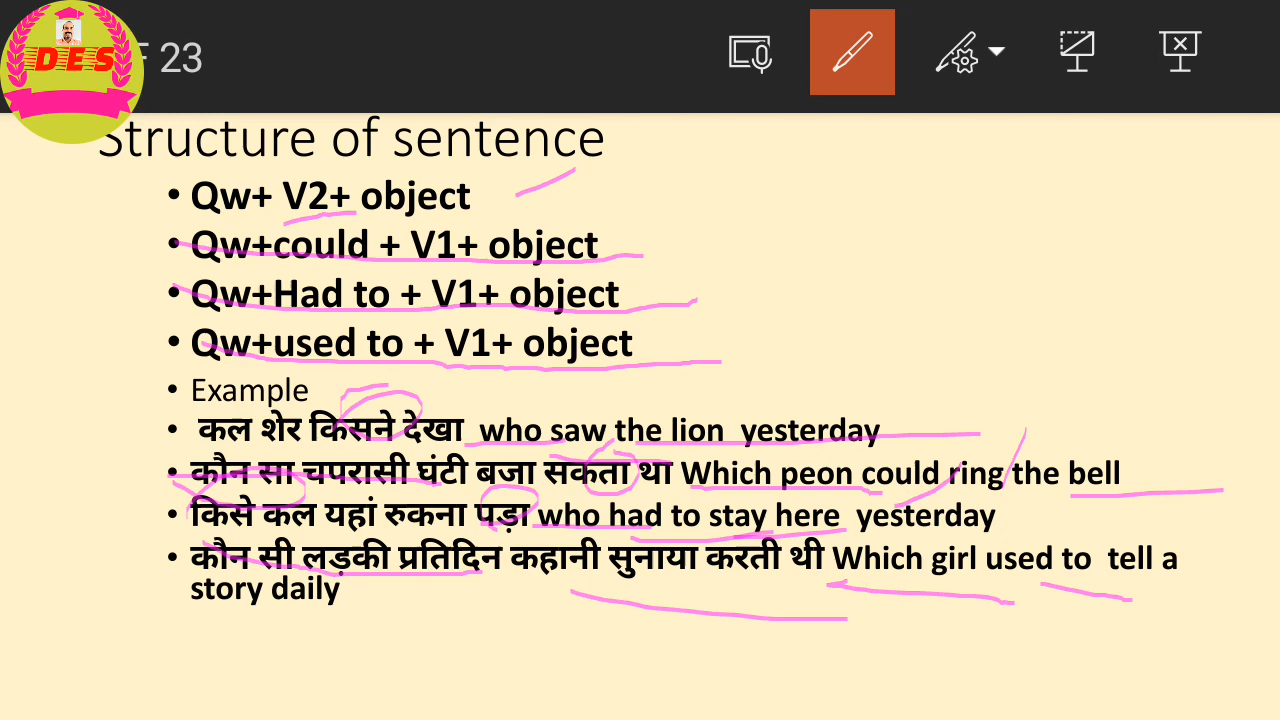 DES
F 23
Structure of sentence
• Qw+ V2+ object
• Qw+could + V1+ object
• Qw+Had to + V1+ object
• Qw+used to + V1+ object
• Example
• कल शेर किसने देखा who saw the lion yesterday
• कौन सा चपरासी घंटी बजा सकता था Which peon could ring the bell
• किसे कल यहां रुकना पड़ा who had to stay here yesterday
• कौन सी लड़की प्रतिदिन कहानी सुनाया करती थी Which girl used to tell a
story daily